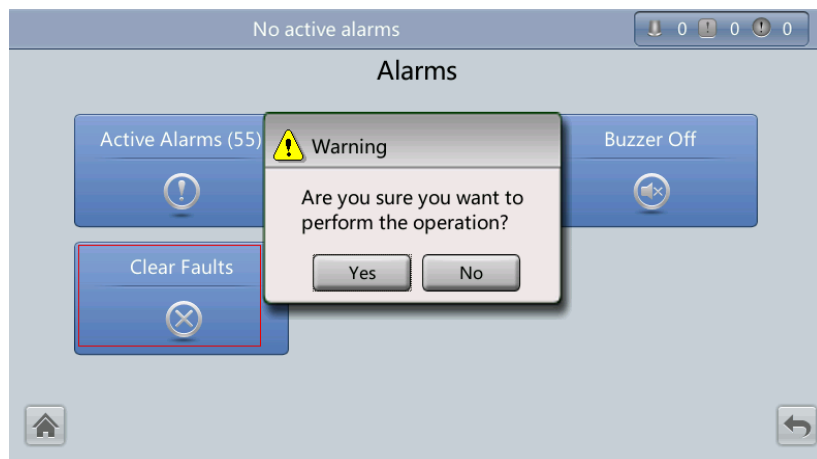 No active alarms
0 0 0
Alarms
Active Alarms (55)
Warning
Buzzer Off
Are you sure you want to
perform the operation?
Clear Faults
Yes
No